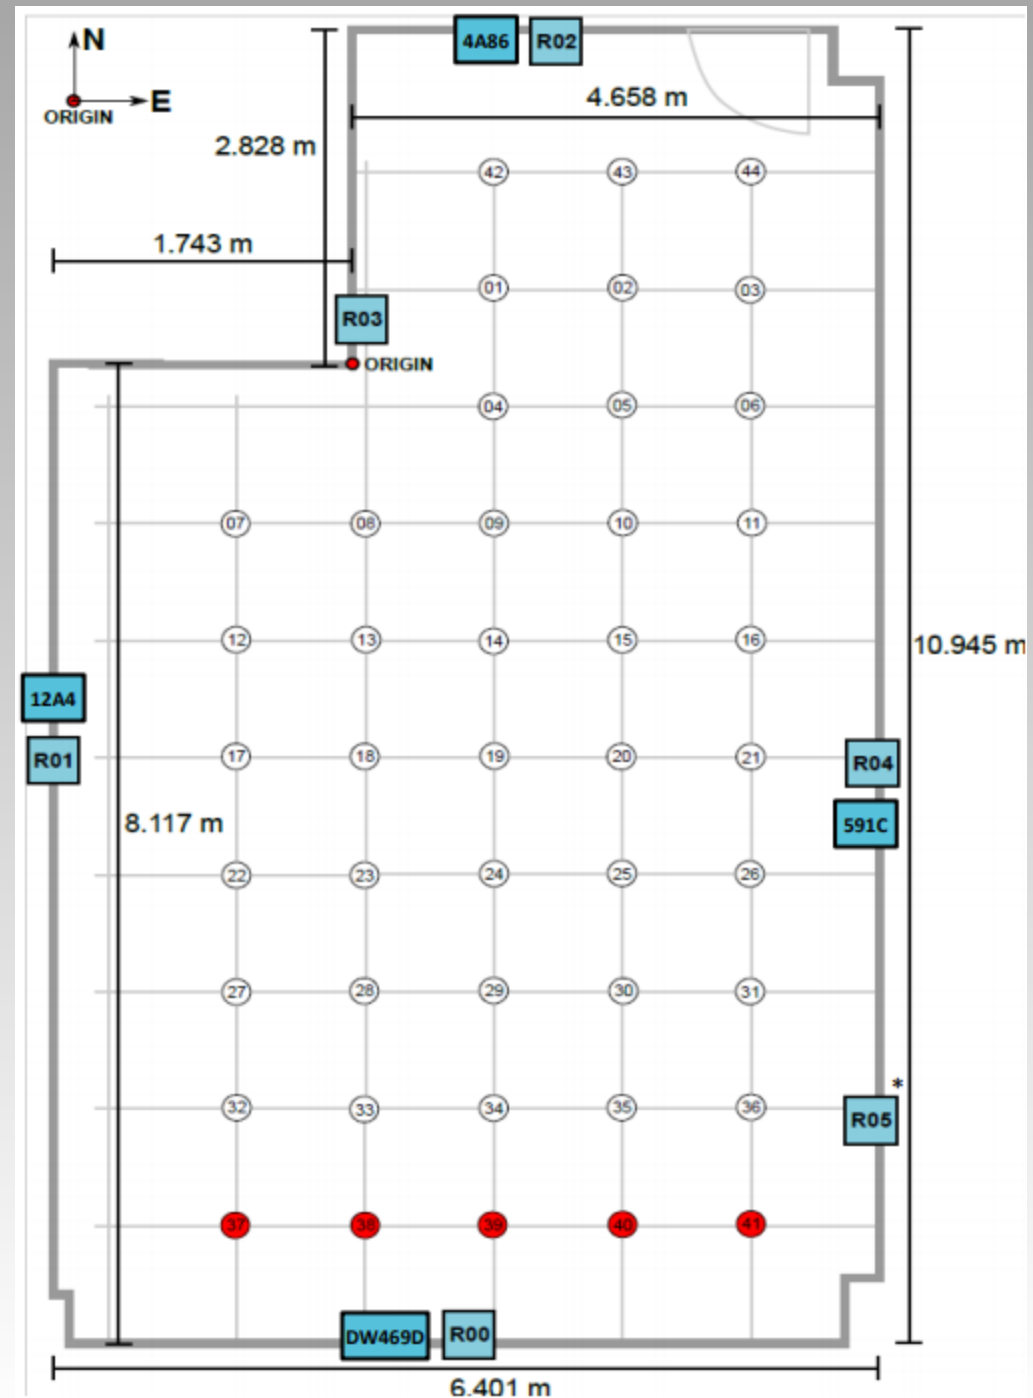 4A86 R02
N
E
ORIGIN
4.658 m
2.828 m
42 43 44
1.743 m
01 02 03
R03
ORIGIN
04 05 06
07 08 09 10 11
12 13 14 15 16
10.945 m
12A4
R01 17 18 19 20 21 R04
8.117 m
591C
22 23 24 25 26
27 28 29 30 31
*
32 33 34 35 36 R05
37 38 39 40 41
DW469D R00
6.401 m